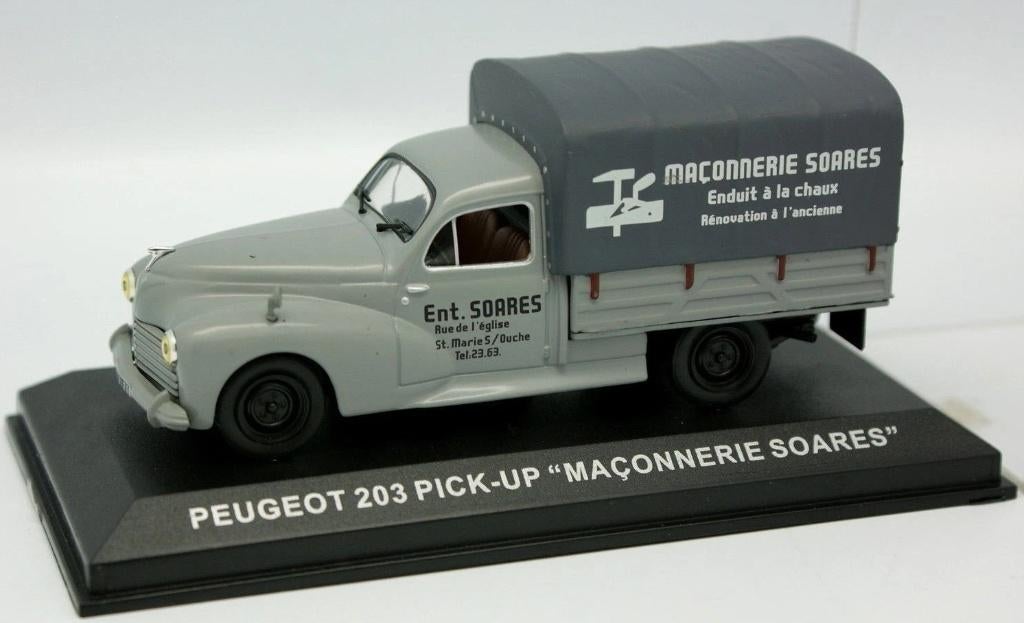 MAÇONNERIE SOARES
Enduit à la chaux
Rénovation à l'ancienne
Ent. SOARES
Rue de l'église
St. Marie S/Ouche
Tel:23.63.
PEUGEOT 203 PICK-UP “MAÇONNERIE SOARES”